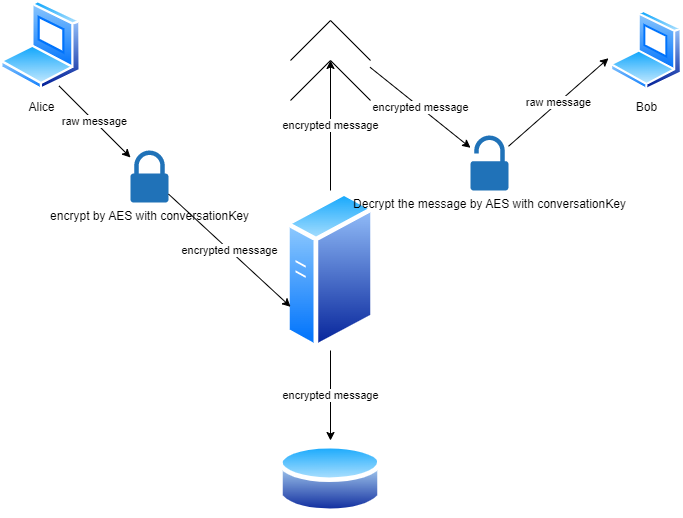 Alice
Bob
raw message
encrypted message
raw message
encrypted message
encrypt by AES with conversationKey
Decrypt the message by AES with conversationKey
encrypted message
encrypted message